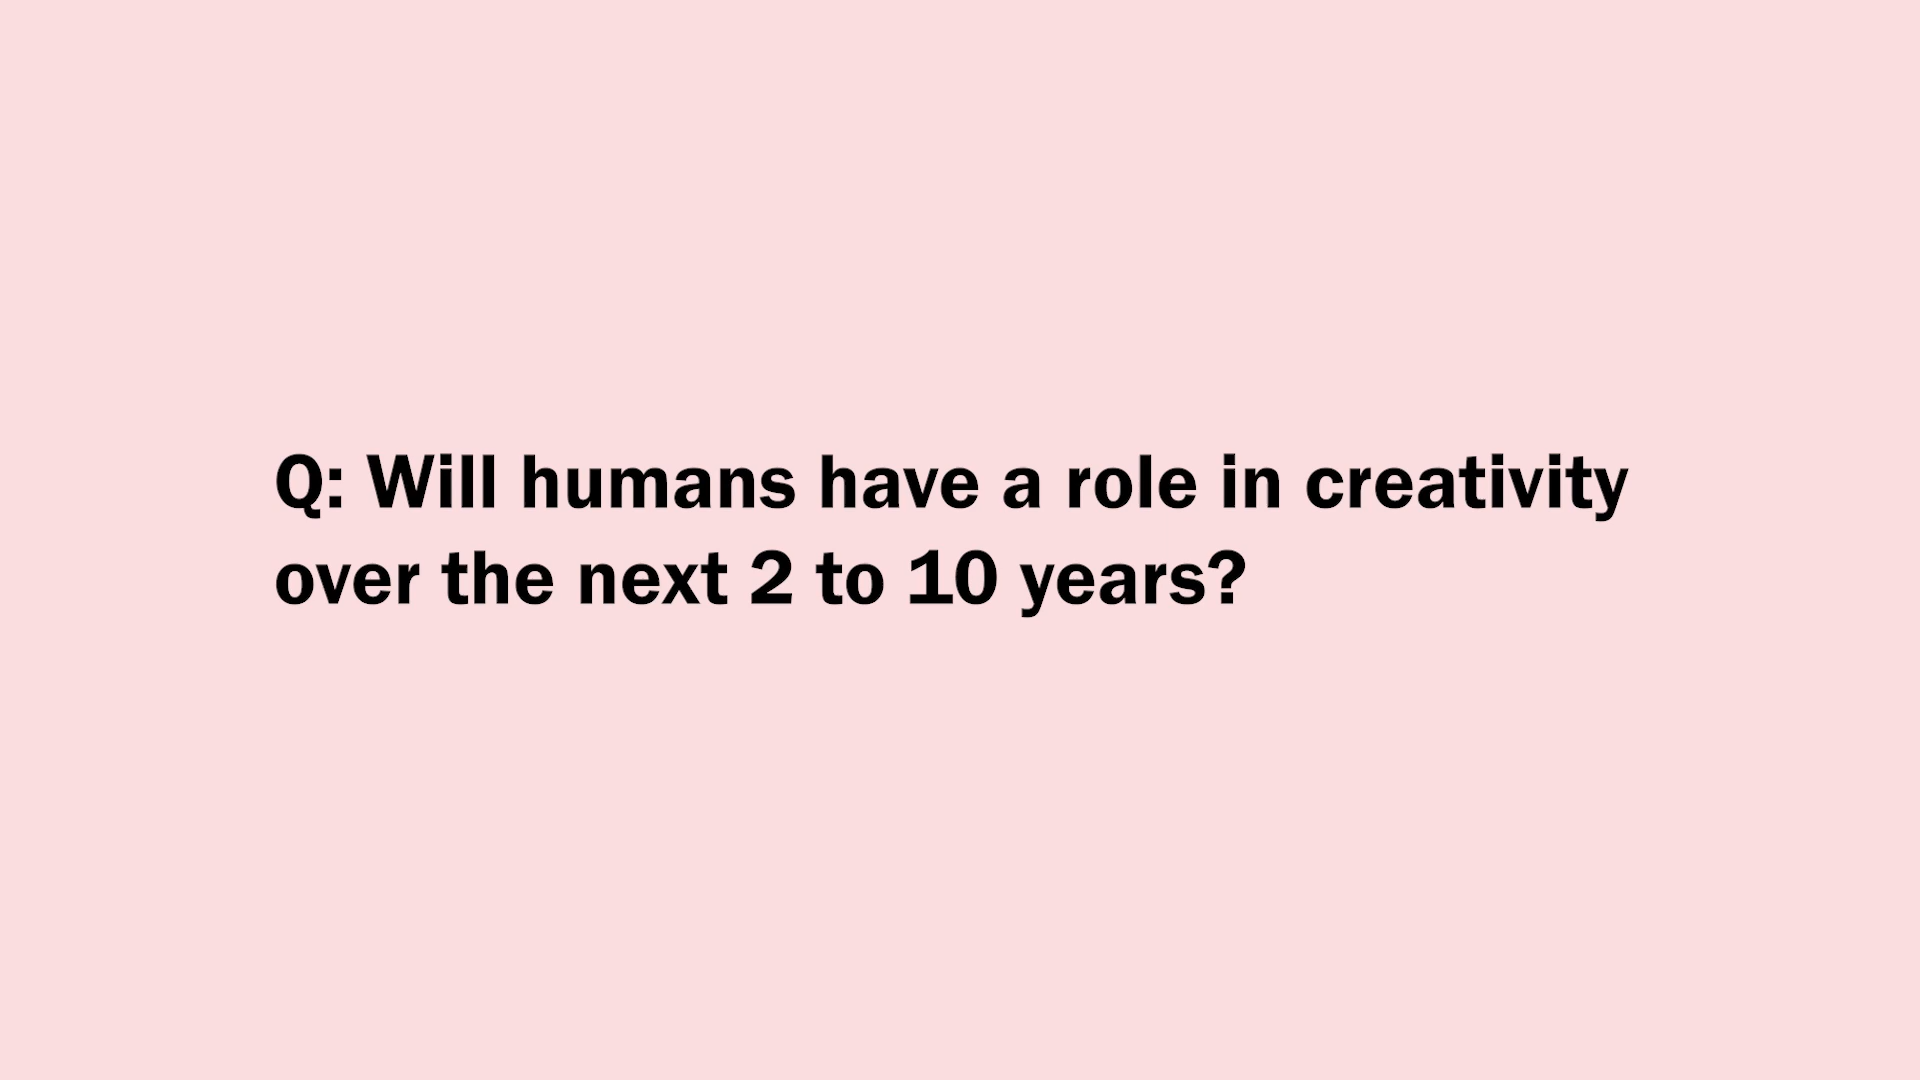 Q: Will humans have a role in creativity
over the next 2 to 10 years?